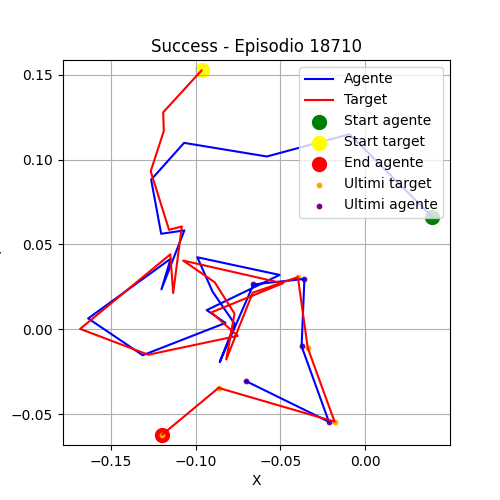 Success - Episodio 18710
Agente
Target
Start agente
Start target
End agente
Ultimi target
Ultimi agente
0.15
0.10
0.05
0.00
−0.05
−0.15
−0.10
−0.05
0.00
X